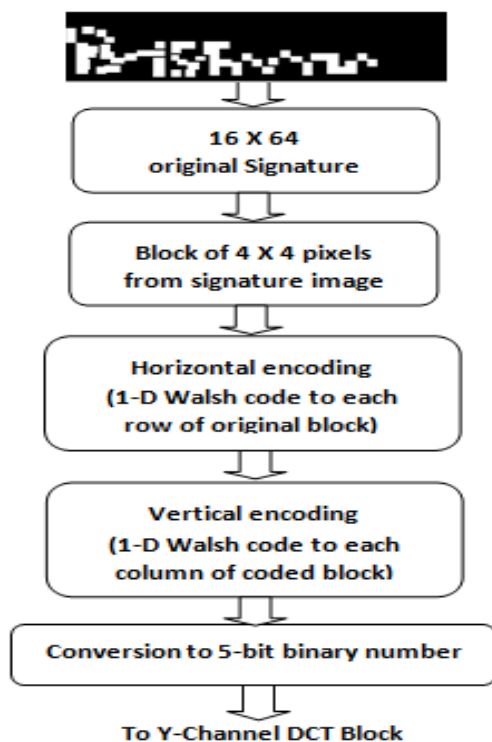 16 X 64
original Signature
Block of 4 X 4 pixels
from signature image
Horizontal encoding
(1-D Walsh code to each
row of original block)
Vertical encoding
(1-D Walsh code to each
column of coded block)
Conversion to 5-bit binary number
To Y-Channel DCT Block